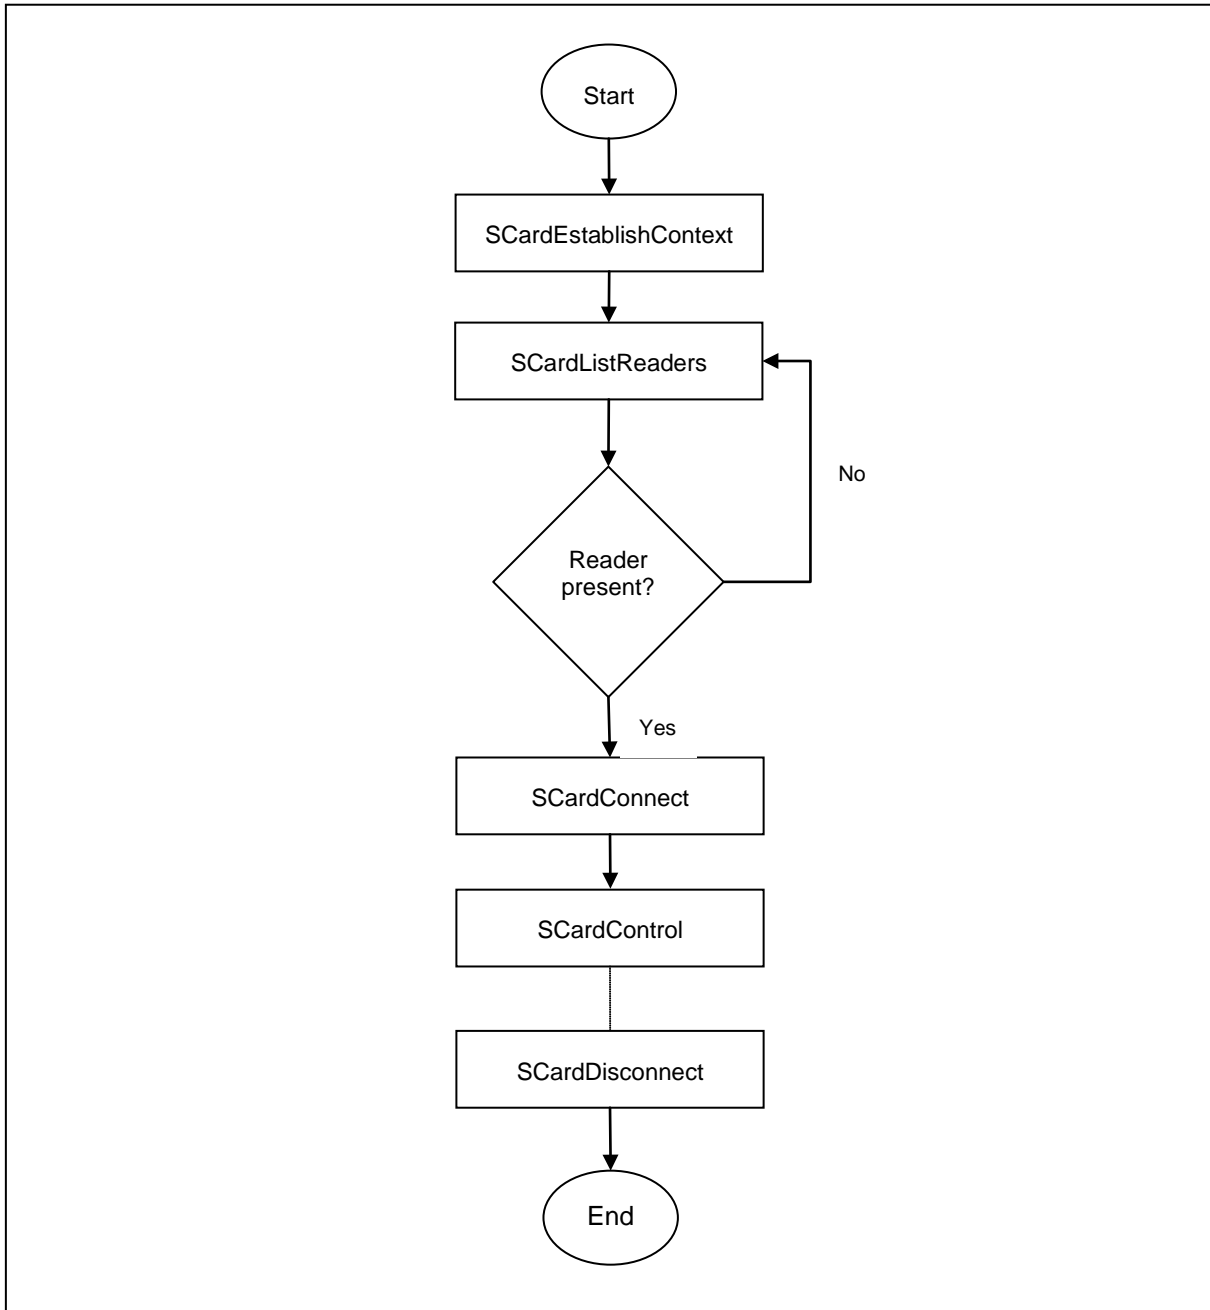 Start
SCardEstablishContext
SCardListReaders
No
Reader
present?
Yes
SCardConnect
SCardControl
SCardDisconnect
End